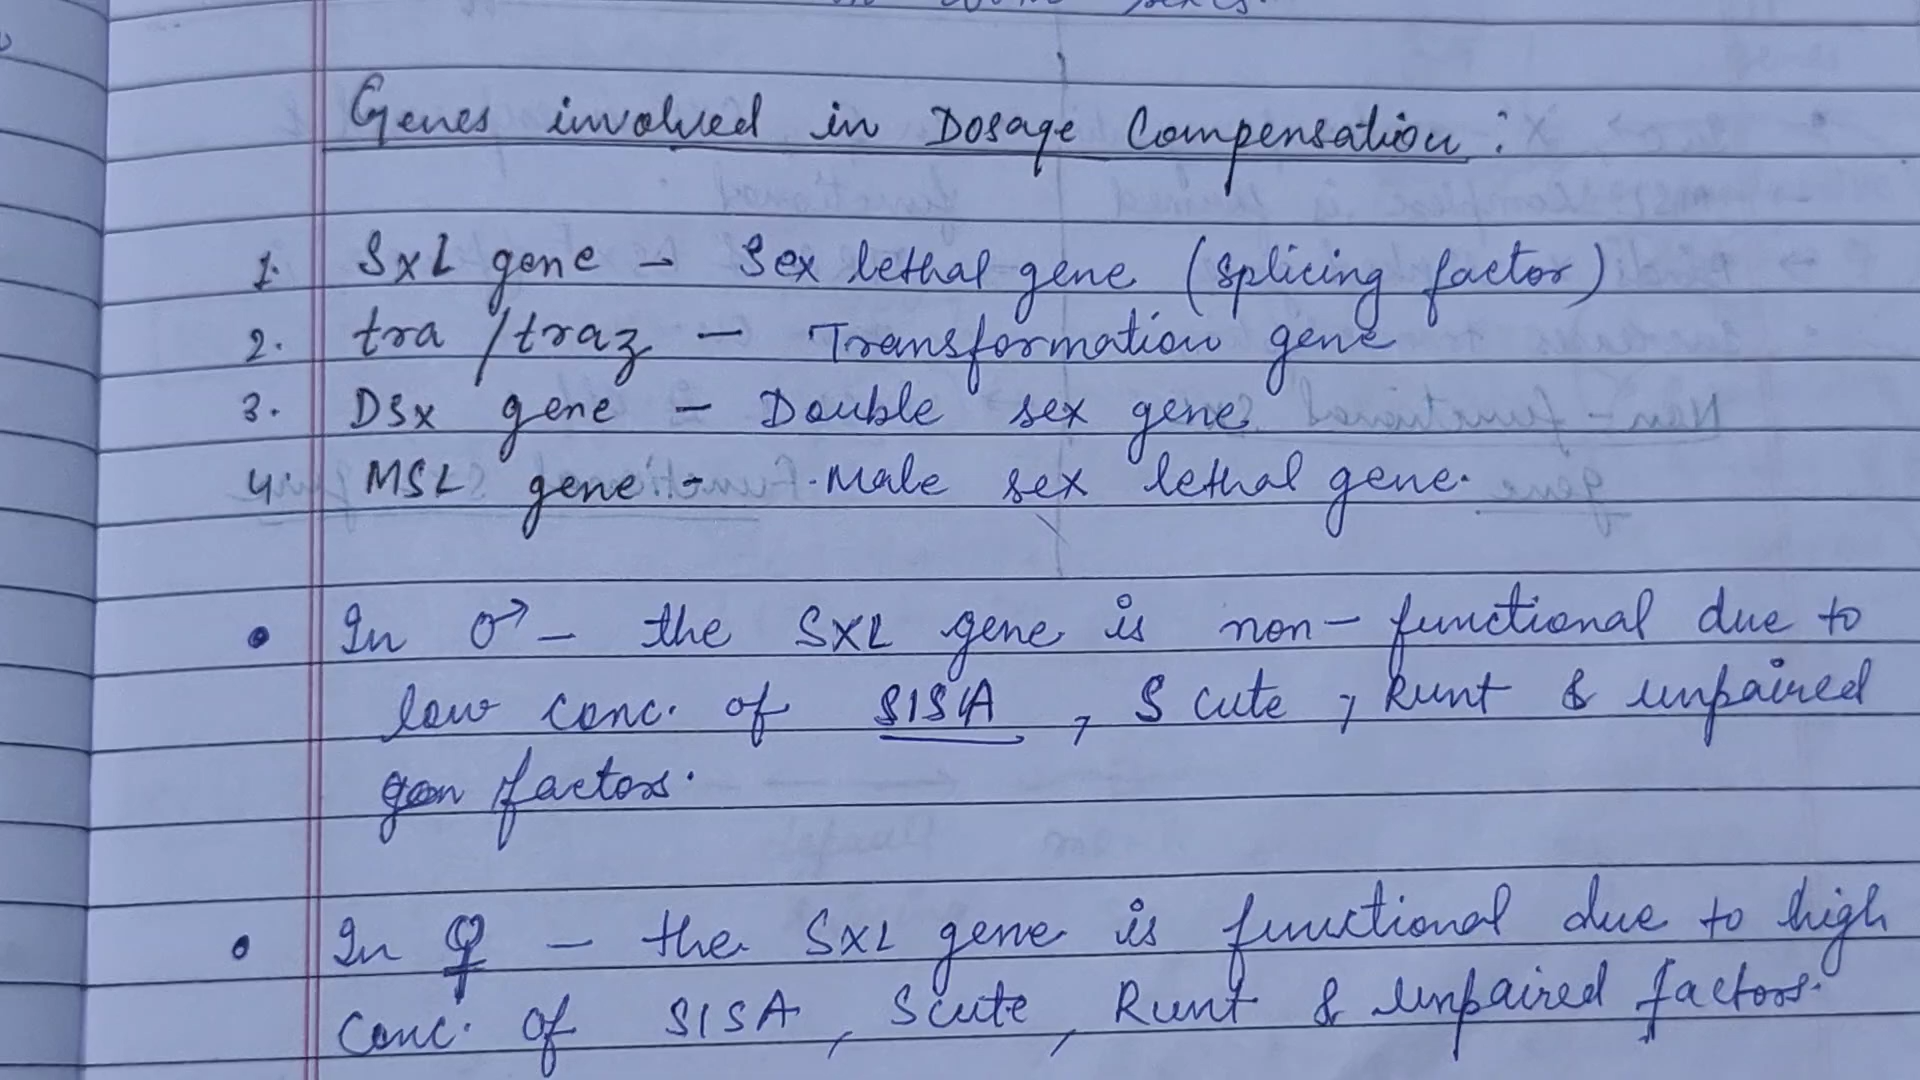 Genes involved in Dosage Compensation:
1. SxL gene - Sex lethal gene (splicing factor)
2. tra /traz - Transformation gene
3. DSx gene - Double sex gene
4. MSL gene - Male sex lethal gene.
• In ♂ - the SXL gene is non-functional due to
low conc. of SISA, Scute, Runt & unpaired
factors.
• In ♀ - the SXL gene is functional due to high
conc. of SISA, Scute, Runt & unpaired factors.